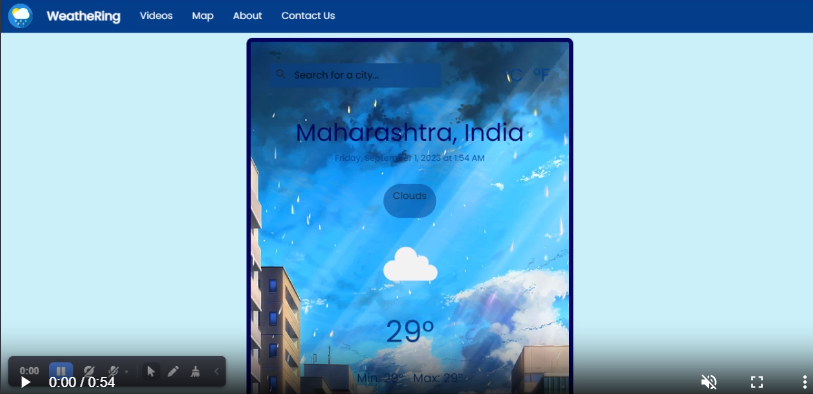 WeatheRing Videos Map About Contact Us
Search for a city... °F
Maharashtra, India
Friday, September 1, 2023 at 1:54 AM
Clouds
29°
0:00
Min: 29° Max: 29°
0:00 / 0:54